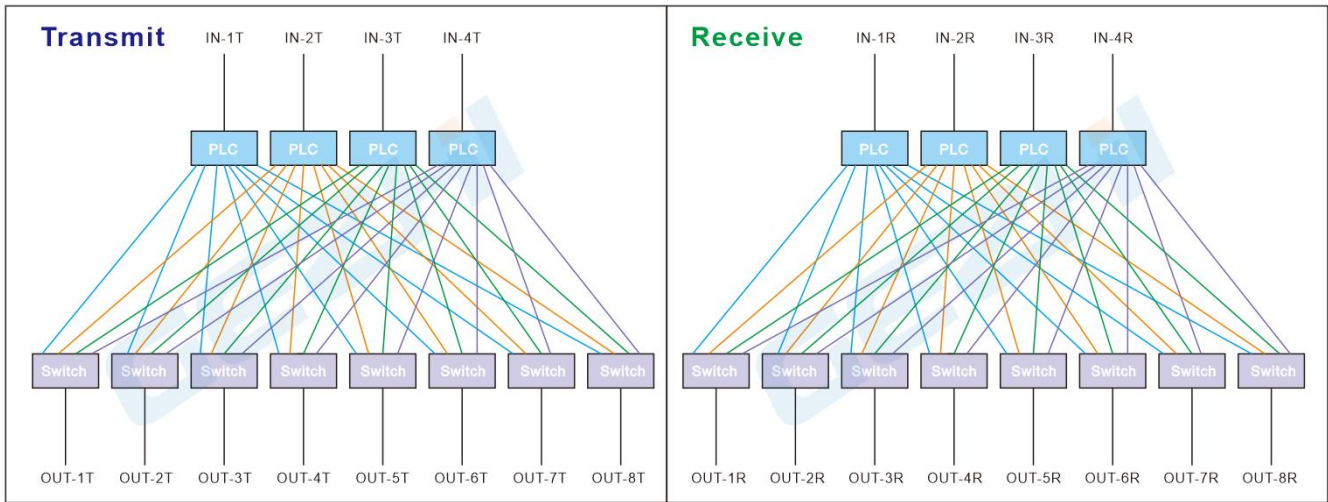 Transmit
IN-1T IN-2T IN-3T IN-4T
PLC PLC PLC PLC
Switch Switch Switch Switch Switch Switch Switch Switch
OUT-1T OUT-2T OUT-3T OUT-4T OUT-5T OUT-6T OUT-7T OUT-8T
Receive
IN-1R IN-2R IN-3R IN-4R
PLC PLC PLC PLC
Switch Switch Switch Switch Switch Switch Switch Switch
OUT-1R OUT-2R OUT-3R OUT-4R OUT-5R OUT-6R OUT-7R OUT-8R